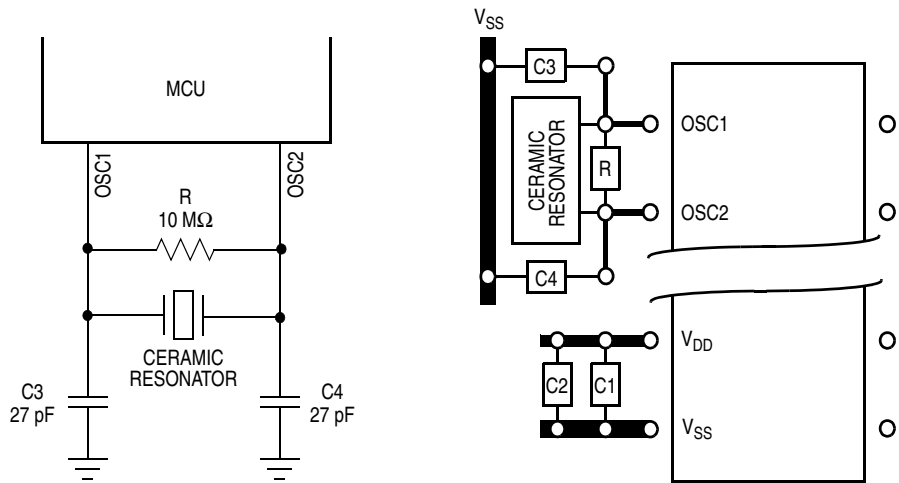 MCU
OSC1
OSC2
R
10 MΩ
CERAMIC
RESONATOR
C3
27 pF
C4
27 pF
VSS
C3
CERAMIC
RESONATOR
R
C4
OSC1
OSC2
C2
C1
VDD
VSS